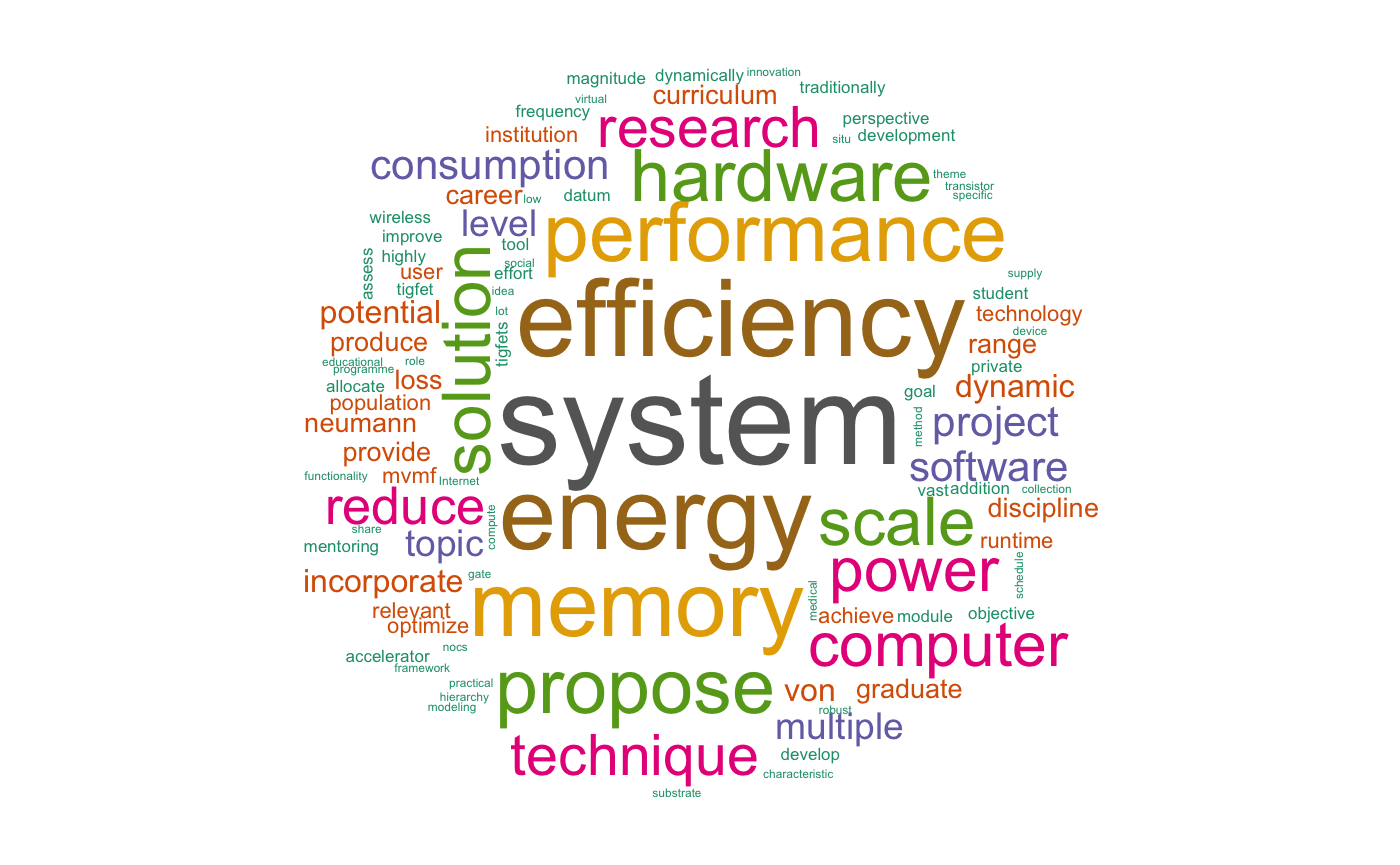 magnitude
dynamically
innovation
virtual
curriculum
traditionally
frequency
research
perspective
institution
situ
development
consumption
hardware
theme
transistor
specific
career
low
datum
wireless
level
performance
improve
tool
highly
social
assess
user
effort
solution
supply
tigfet
idea
efficiency
student
potential
lot
technology
produce
tigfets
device
range
educational
role
programme
private
allocate
loss
goal
dynamic
population
system
neumann
method
project
provide
software
functionality
mvmf
Internet
vast
addition
collection
reduce
energy
scale
discipline
share
compute
mentoring
topic
runtime
incorporate
gate
power
schedule
relevant
memory
medical
achieve
module
objective
optimize
nocs
computer
accelerator
framework
practical
propose
von
graduate
hierarchy
modeling
robust
multiple
technique
develop
characteristic
substrate